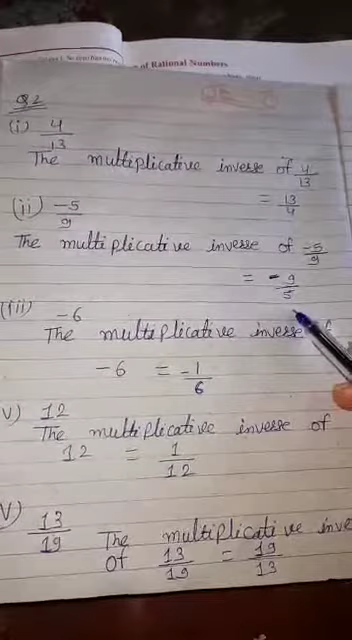 of Rational Numbers
Q2
(i) 4/13
The multiplicative inverse of 4/13
= 13/4
(ii) -5/9
The multiplicative inverse of -5/9
= -9/5
(iii) -6
The multiplicative inverse
-6 = -1/6
V) 12
The multiplicative inverse of
12 = 1/12
V) 13/19 The multiplicative inve
of 13/19 = 19/13